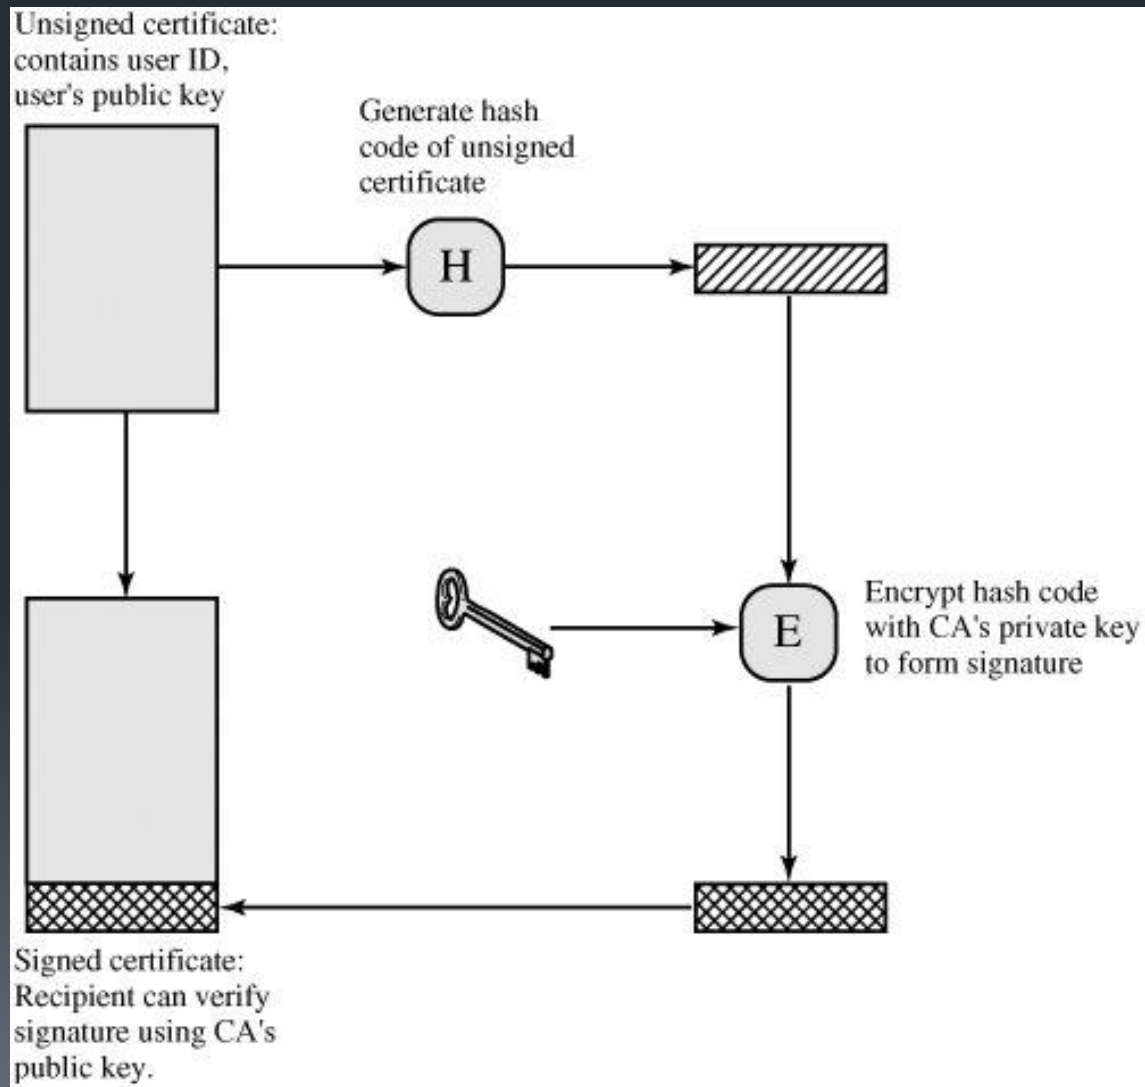 Unsigned certificate:
contains user ID,
user's public key
Generate hash
code of unsigned
certificate
H
Encrypt hash code
with CA's private key
to form signature
E
Signed certificate:
Recipient can verify
signature using CA's
public key.